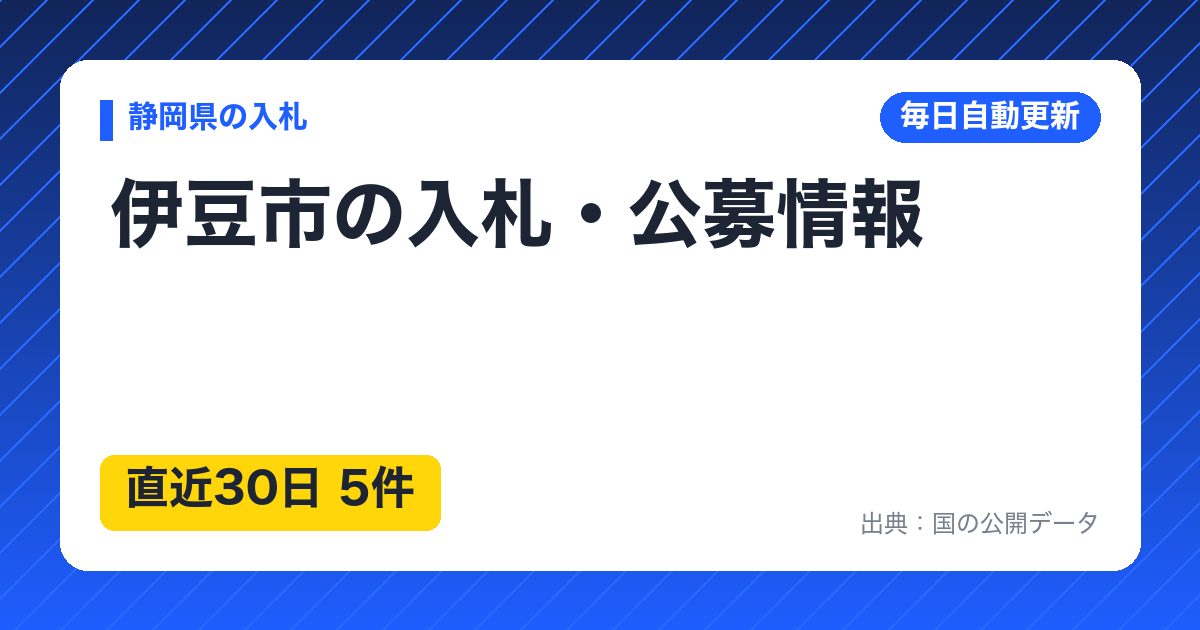 静岡県の入札
毎日自動更新
伊豆市の入札・公募情報
直近30日 5件
出典：国の公開データ